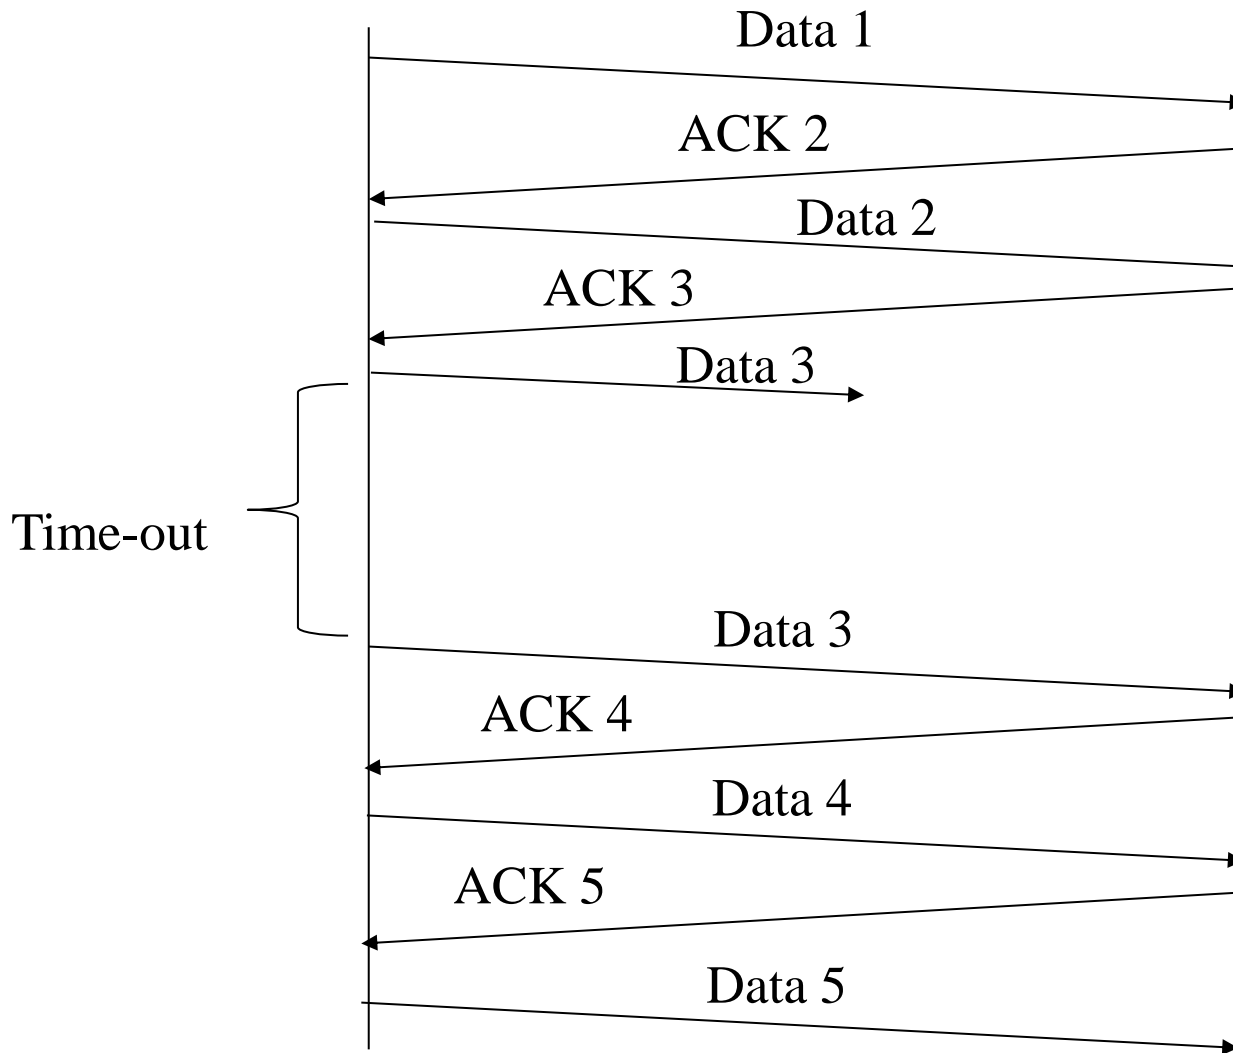 Data 1
ACK 2
Data 2
ACK 3
Data 3
Time-out
Data 3
ACK 4
Data 4
ACK 5
Data 5